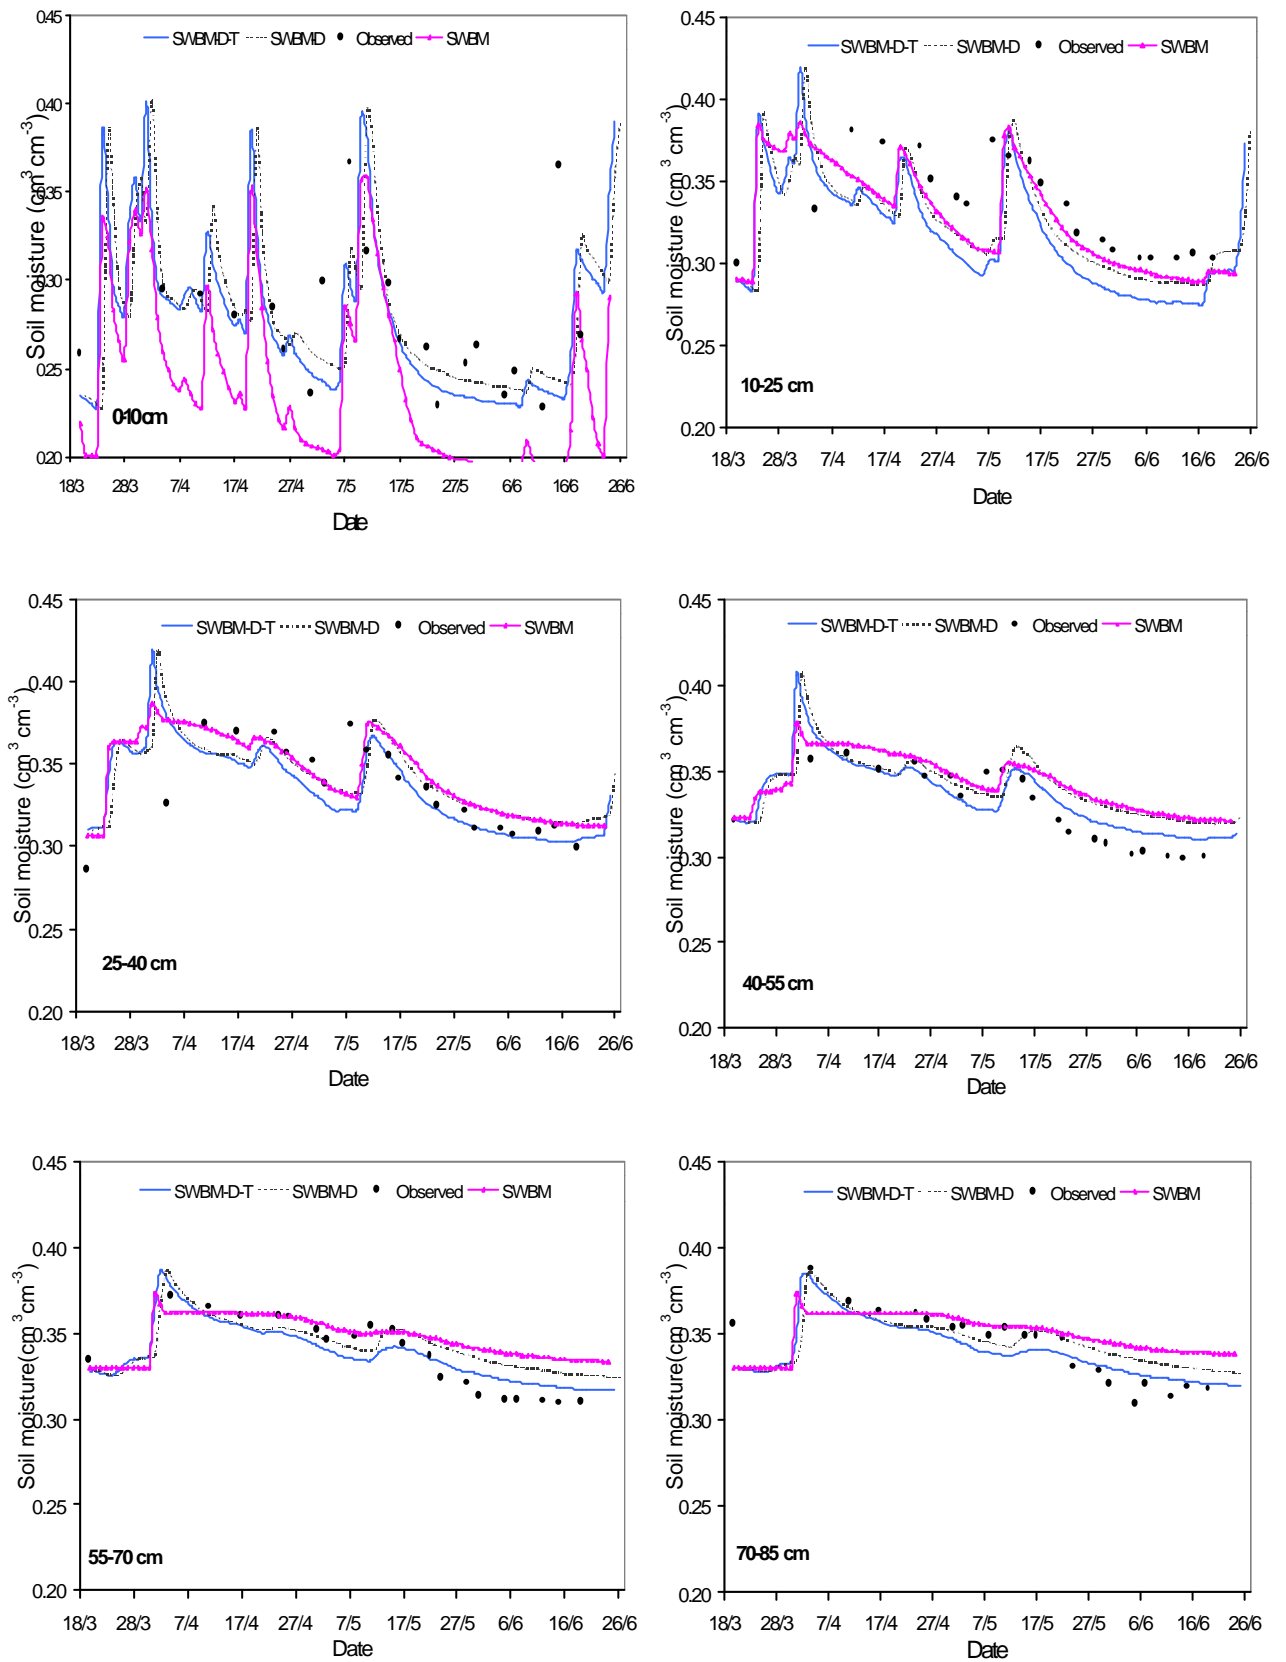 0.45
SWBM-D-T SWBM-D Observed SWBM
0.40
0.35
0.30
0.25
0.20
Soil moisture (cm3 cm-3)
0-10cm
18/3 28/3 7/4 17/4 27/4 7/5 17/5 27/5 6/6 16/6 26/6
Date
0.45
SWBM-D-T SWBM-D Observed SWBM
0.40
0.35
0.30
0.25
0.20
Soil moisture (cm3 cm-3)
10-25 cm
18/3 28/3 7/4 17/4 27/4 7/5 17/5 27/5 6/6 16/6 26/6
Date
0.45
SWBM-D-T SWBM-D Observed SWBM
0.40
0.35
0.30
0.25
0.20
Soil moisture (cm3 cm-3)
25-40 cm
18/3 28/3 7/4 17/4 27/4 7/5 17/5 27/5 6/6 16/6 26/6
Date
0.45
SWBM-D-T SWBM-D Observed SWBM
0.40
0.35
0.30
0.25
0.20
Soil moisture (cm3 cm-3)
40-55 cm
18/3 28/3 7/4 17/4 27/4 7/5 17/5 27/5 6/6 16/6 26/6
Date
0.45
SWBM-D-T SWBM-D Observed SWBM
0.40
0.35
0.30
0.25
0.20
Soil moisture(cm3 cm-3)
55-70 cm
18/3 28/3 7/4 17/4 27/4 7/5 17/5 27/5 6/6 16/6 26/6
Date
0.45
SWBM-D-T SWBM-D Observed SWBM
0.40
0.35
0.30
0.25
0.20
Soil moisture(cm3 cm-3)
70-85 cm
18/3 28/3 7/4 17/4 27/4 7/5 17/5 27/5 6/6 16/6 26/6
Date